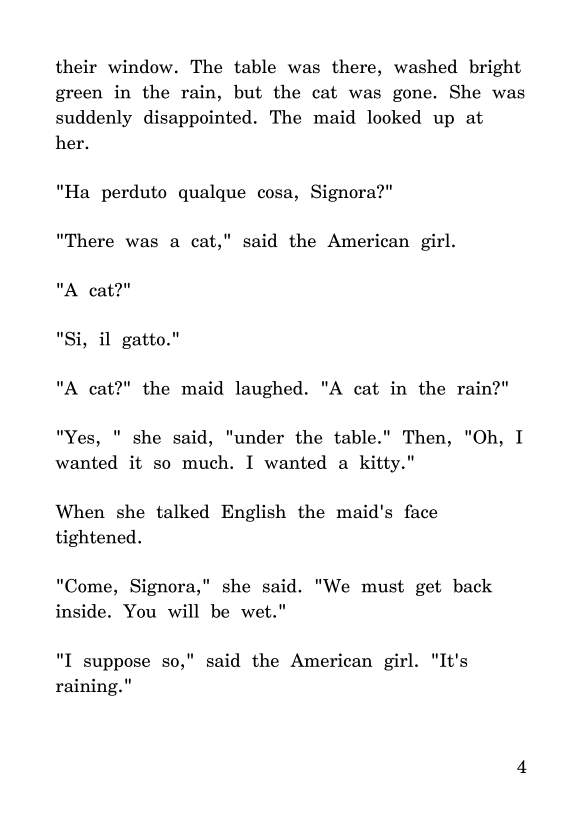 their window. The table was there, washed bright
green in the rain, but the cat was gone. She was
suddenly disappointed. The maid looked up at
her.
"Ha perduto qualque cosa, Signora?"
"There was a cat," said the American girl.
"A cat?"
"Si, il gatto."
"A cat?" the maid laughed. "A cat in the rain?"
"Yes, " she said, "under the table." Then, "Oh, I
wanted it so much. I wanted a kitty."
When she talked English the maid's face
tightened.
"Come, Signora," she said. "We must get back
inside. You will be wet."
"I suppose so," said the American girl. "It's
raining."
4